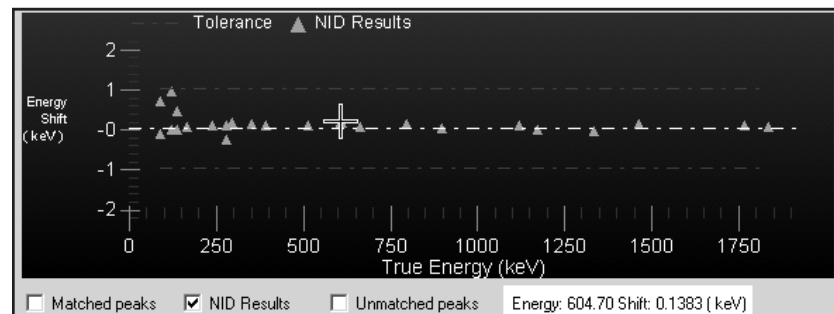 Tolerance NID Results
2
1
Energy
Shift
(keV)
-0
-1
-2
0 250 500 750 1000 1250 1500 1750
True Energy (keV)
Matched peaks NID Results Unmatched peaks Energy: 604.70 Shift: 0.1383 ( keV)